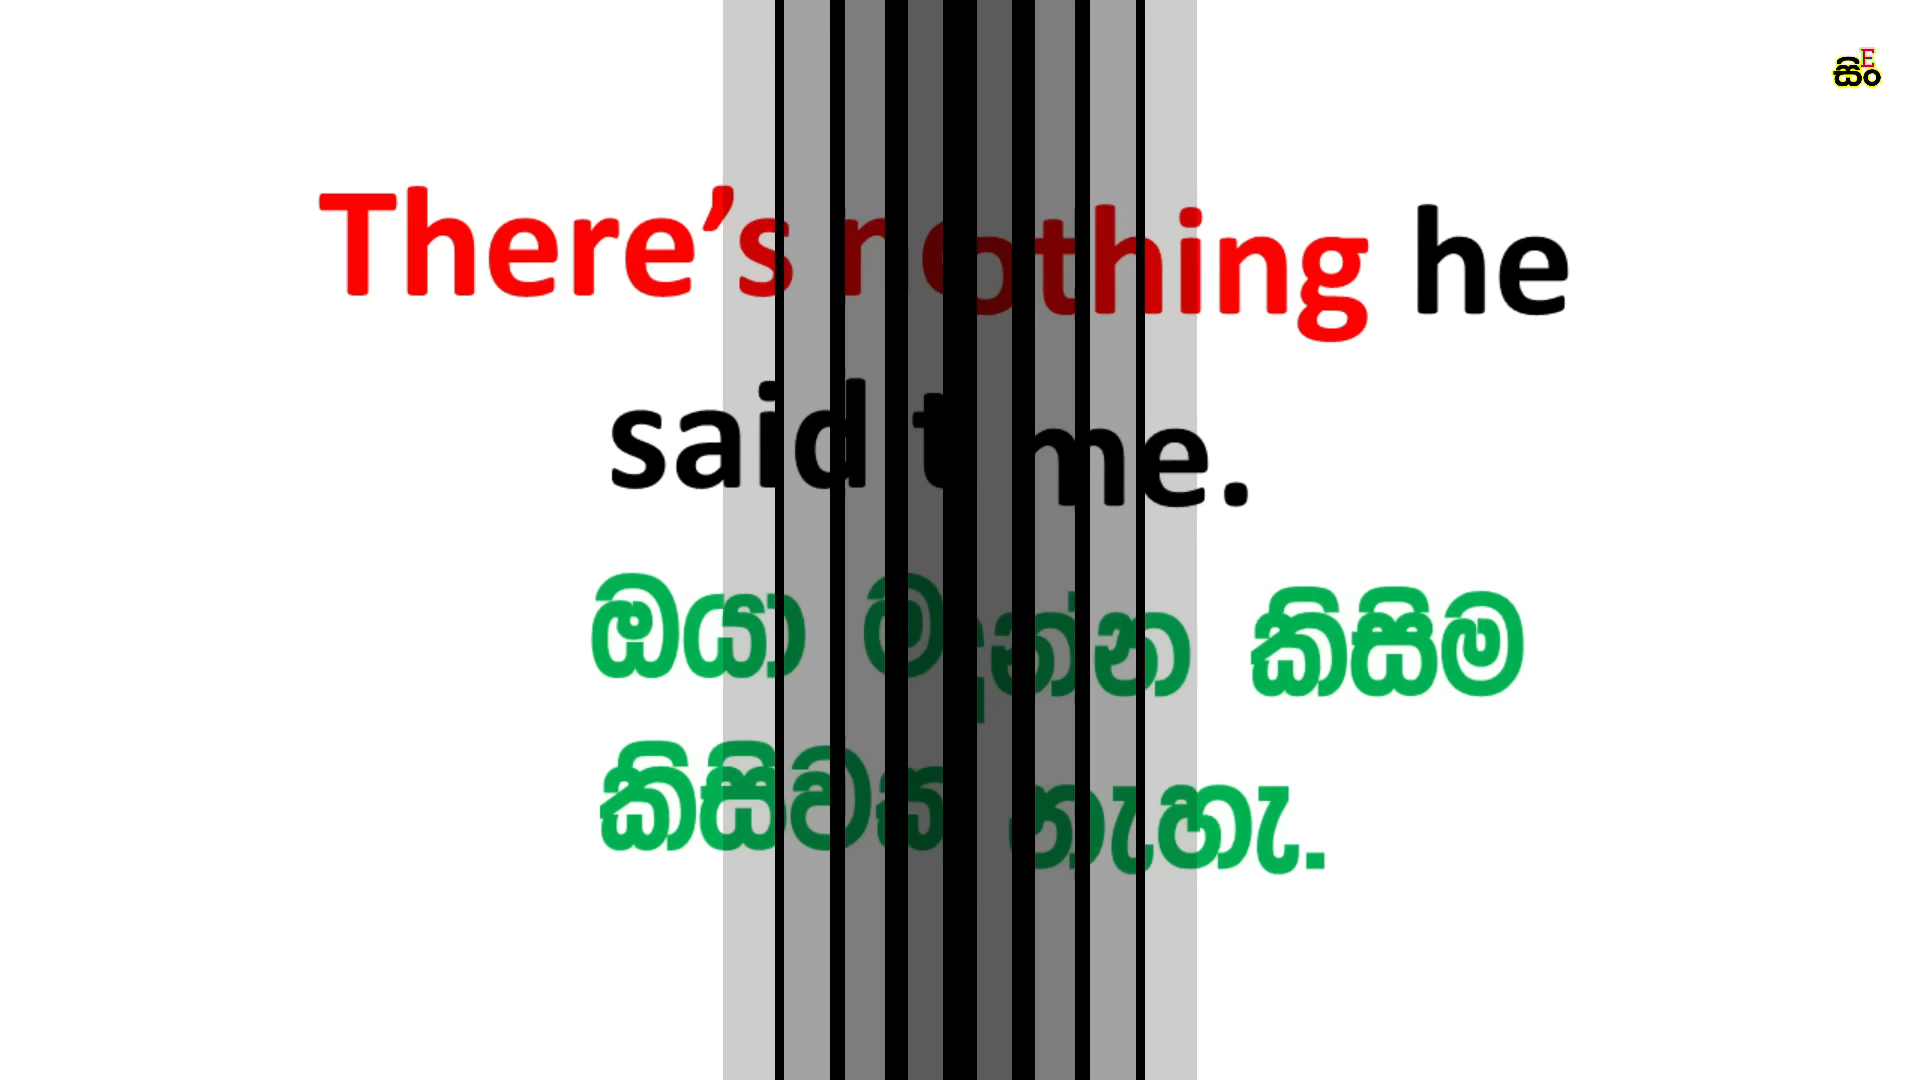 සිංE
There’s nothing he
said me.
ඔයා කිසිම
නැහැ.